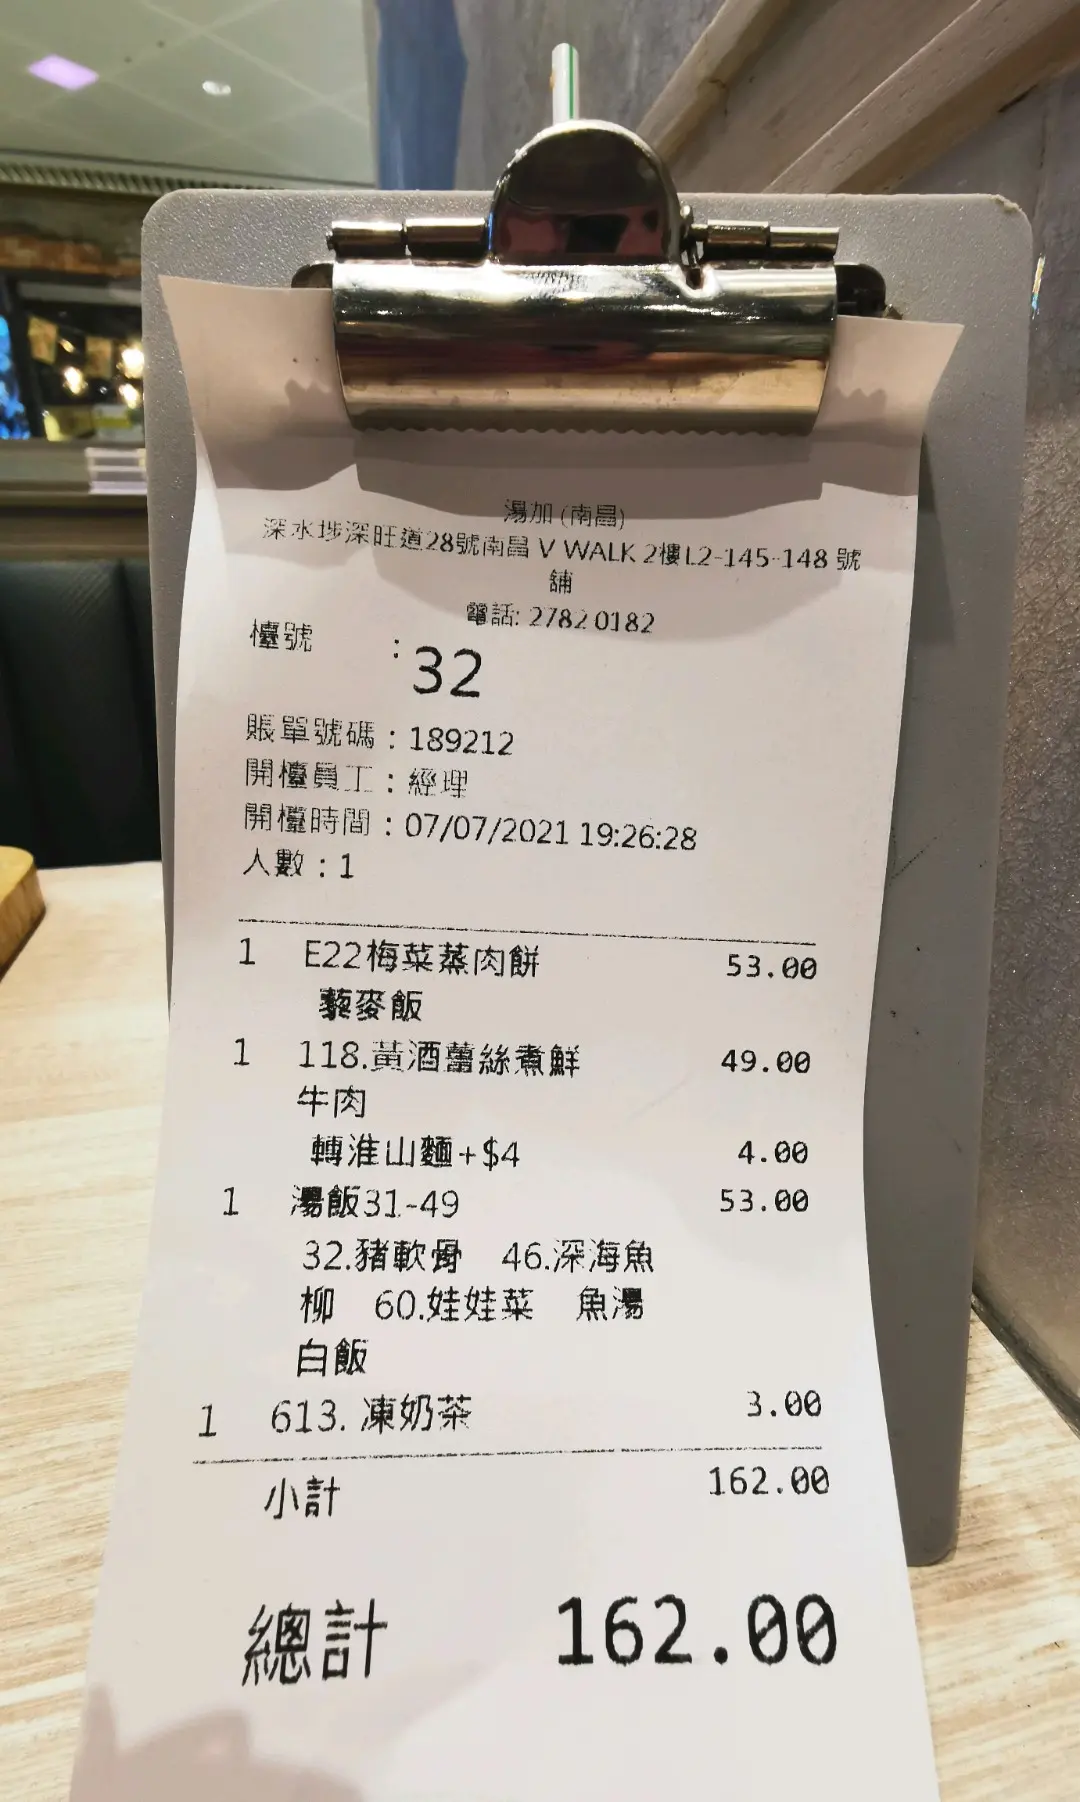 湯加 (南昌)
深水埗深旺道28號南昌 V WALK 2樓 L2-145-148 號
舖
電話: 2782 0182
檯號 : 32
賬單號碼 : 189212
開檯員工 : 經理
開檯時間 : 07/07/2021 19:26:28
人數 : 1
1 E22梅菜蒸肉餅 53.00
藜麥飯
1 118.黃酒蕾絲煮鮮 49.00
牛肉
轉淮山麵+$4 4.00
1 湯飯31-49 53.00
32.豬軟骨 46.深海魚
柳 60.娃娃菜 魚湯
白飯
1 613. 凍奶茶 3.00
小計 162.00
總計 162.00